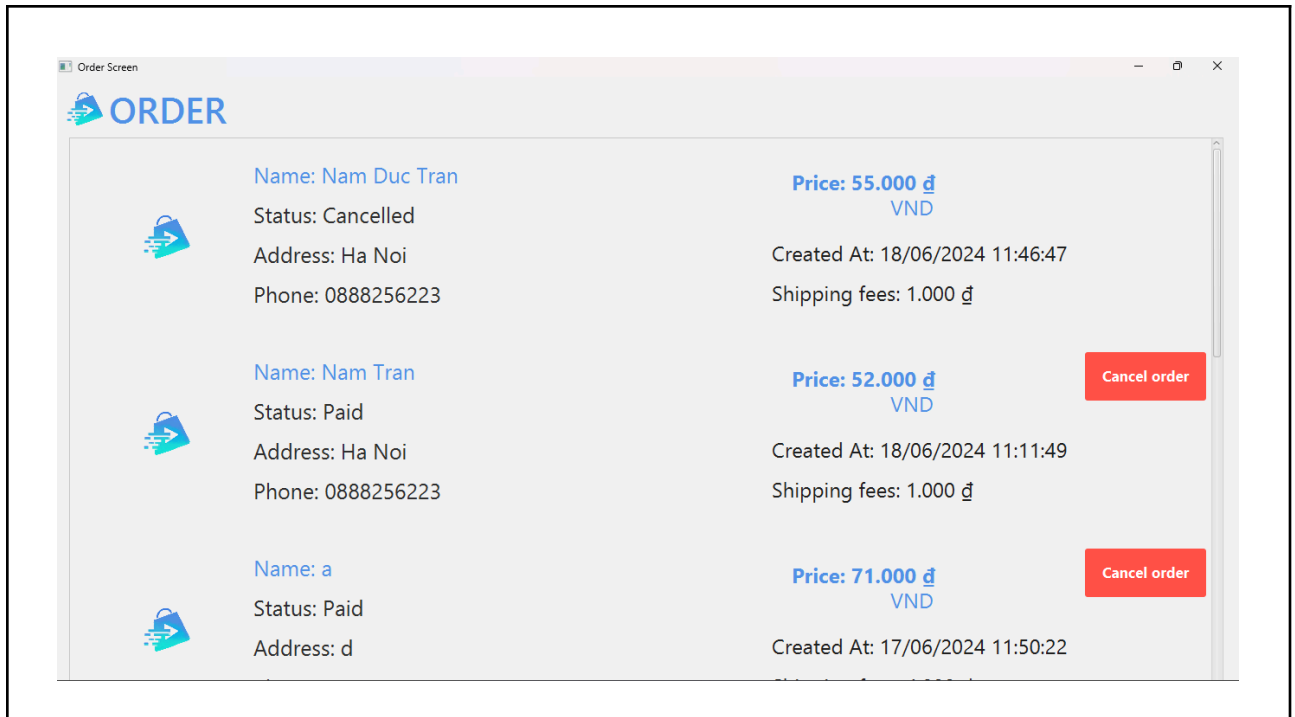 Order Screen
ORDER
Name: Nam Duc Tran
Status: Cancelled
Address: Ha Noi
Phone: 0888256223
Price: 55.000 ₫
VND
Created At: 18/06/2024 11:46:47
Shipping fees: 1.000 ₫
Name: Nam Tran
Status: Paid
Address: Ha Noi
Phone: 0888256223
Price: 52.000 ₫
VND
Created At: 18/06/2024 11:11:49
Shipping fees: 1.000 ₫
Cancel order
Name: a
Status: Paid
Address: d
Price: 71.000 ₫
VND
Created At: 17/06/2024 11:50:22
Cancel order